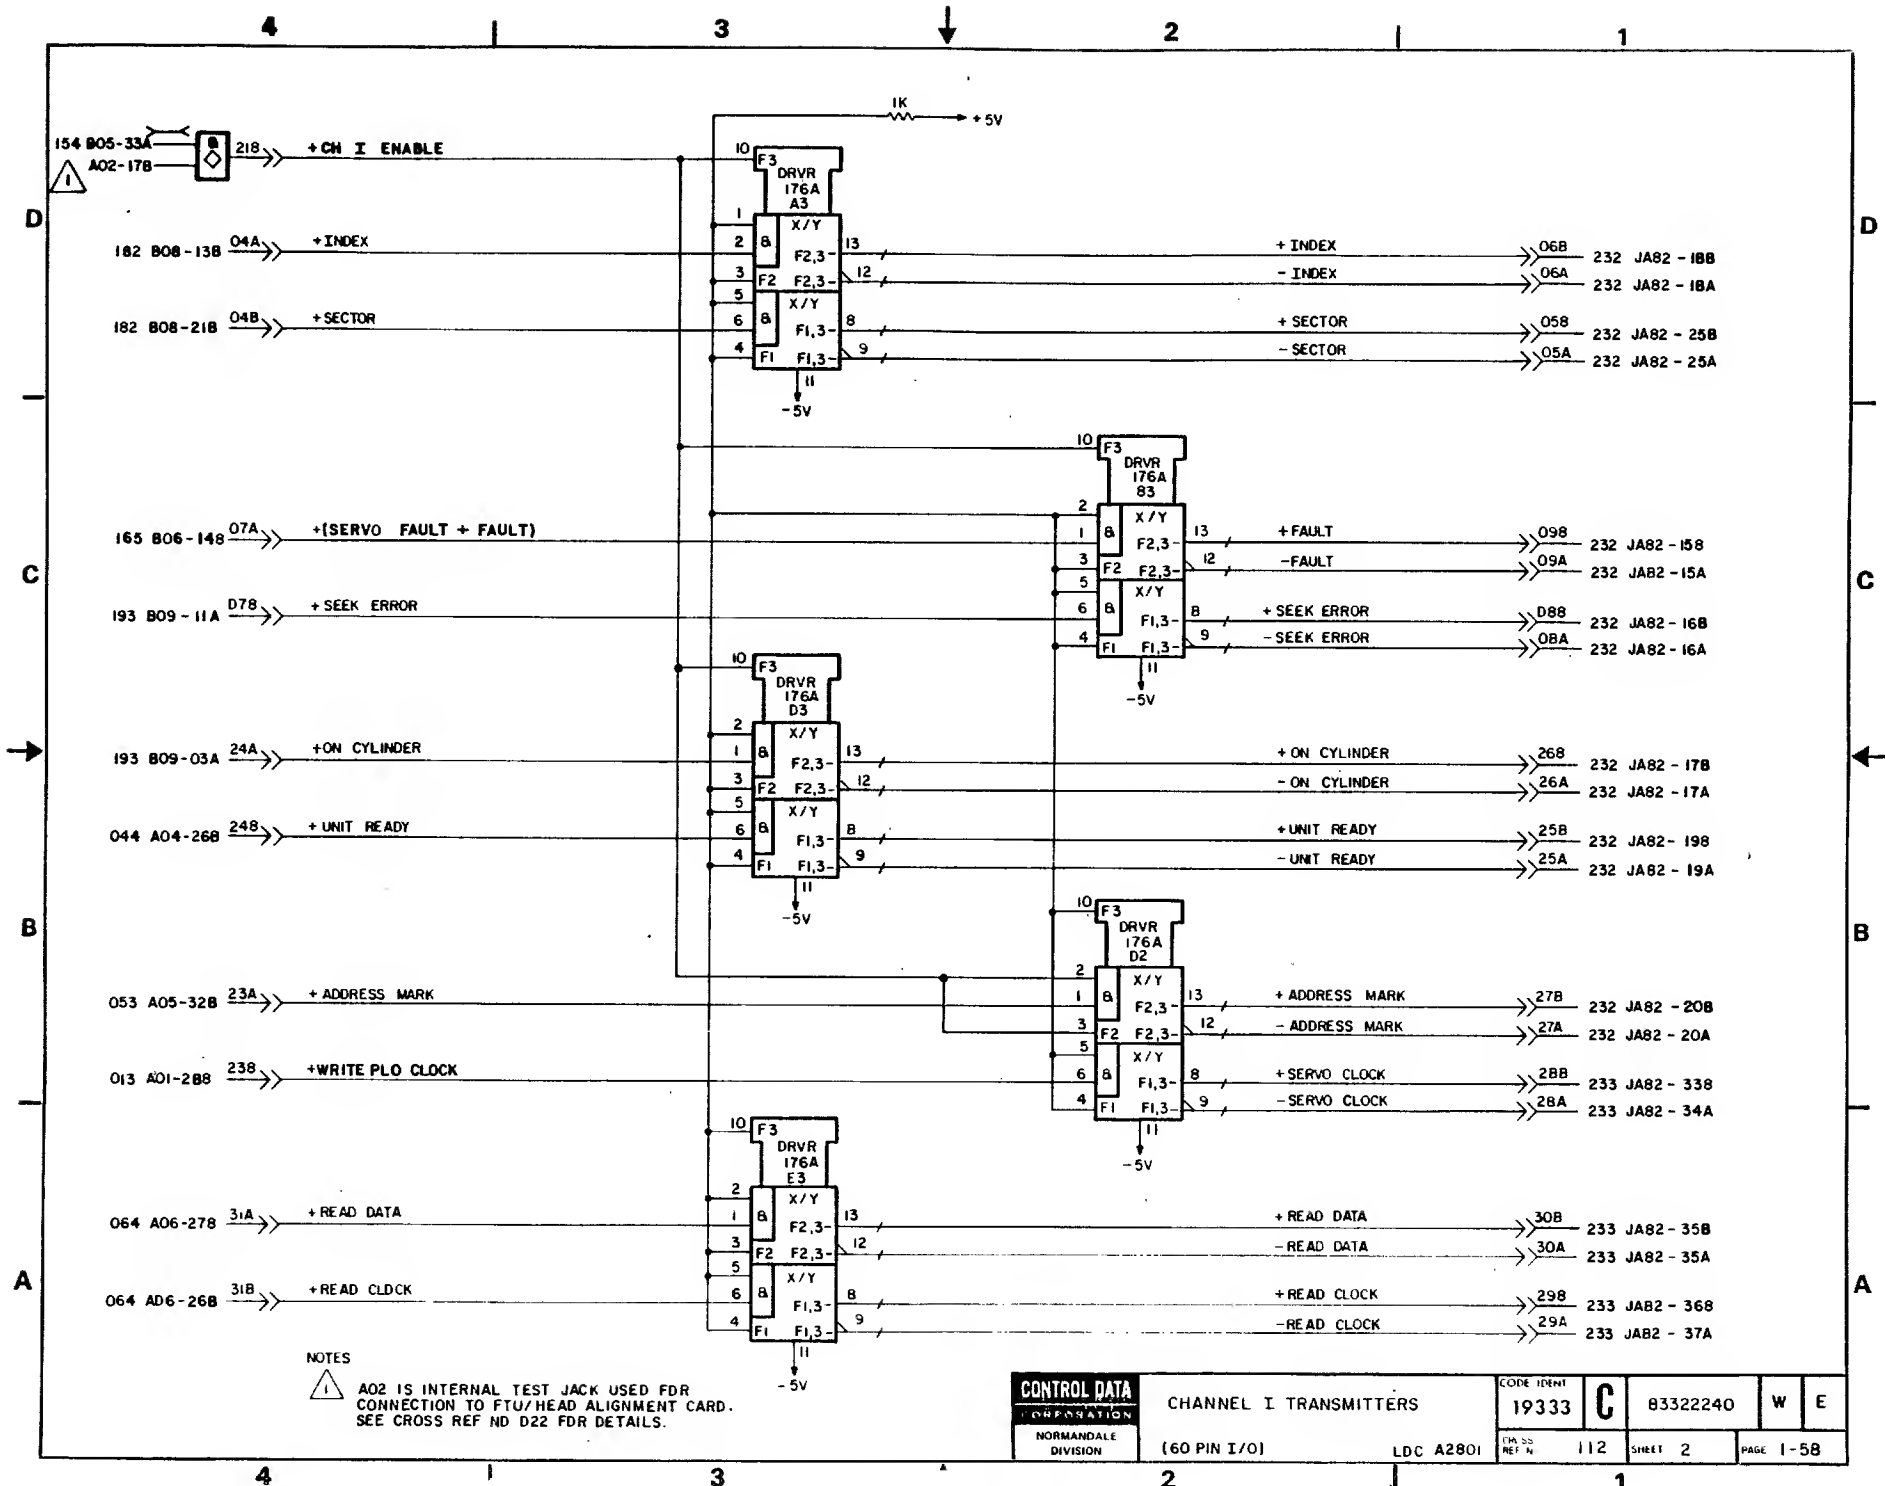 4 3 2 1
1K
+5V
154 B05-33A
A02-17B
&
1
21B
+CH I ENABLE
10 F3
DRVR
176A
A3
D
D
1 X/Y
182 B08-13B 04A +INDEX 2 & F2,3 13 +INDEX 06B 232 JA82-18B
3 F2 F2,3 12 -INDEX 06A 232 JA82-18A
5 X/Y
182 B08-21B 04B +SECTOR 6 & F1,3 8 +SECTOR 05B 232 JA82-25B
4 F1 F1,3 9 -SECTOR 05A 232 JA82-25A
11
-5V
10 F3
DRVR
176A
B3
2 X/Y
165 B06-14B 07A +(SERVO FAULT + FAULT) 1 & F2,3 13 +FAULT 09B 232 JA82-15B
3 F2 F2,3 12 -FAULT 09A 232 JA82-15A
C
C
5 X/Y
193 B09-11A 07B +SEEK ERROR 6 & F1,3 8 +SEEK ERROR 08B 232 JA82-16B
4 F1 F1,3 9 -SEEK ERROR 08A 232 JA82-16A
11
-5V
10 F3
DRVR
176A
D3
2 X/Y
193 B09-03A 24A +ON CYLINDER 1 & F2,3 13 +ON CYLINDER 26B 232 JA82-17B
3 F2 F2,3 12 -ON CYLINDER 26A 232 JA82-17A
5 X/Y
044 A04-26B 24B +UNIT READY 6 & F1,3 8 +UNIT READY 25B 232 JA82-19B
4 F1 F1,3 9 -UNIT READY 25A 232 JA82-19A
11
-5V
B
B
10 F3
DRVR
176A
D2
2 X/Y
053 A05-32B 23A +ADDRESS MARK 1 & F2,3 13 +ADDRESS MARK 27B 232 JA82-20B
3 F2 F2,3 12 -ADDRESS MARK 27A 232 JA82-20A
5 X/Y
013 A01-28B 23B +WRITE PLO CLOCK 6 & F1,3 8 +SERVO CLOCK 28B 233 JA82-33B
4 F1 F1,3 9 -SERVO CLOCK 28A 233 JA82-34A
11
-5V
10 F3
DRVR
176A
E3
2 X/Y
064 A06-27B 31A +READ DATA 1 & F2,3 13 +READ DATA 30B 233 JA82-35B
3 F2 F2,3 12 -READ DATA 30A 233 JA82-35A
A
A
5 X/Y
064 A06-26B 31B +READ CLOCK 6 & F1,3 8 +READ CLOCK 29B 233 JA82-36B
4 F1 F1,3 9 -READ CLOCK 29A 233 JA82-37A
11
-5V
NOTES
1 A02 IS INTERNAL TEST JACK USED FOR
CONNECTION TO FTU/HEAD ALIGNMENT CARD.
SEE CROSS REF NO D22 FOR DETAILS.
CONTROL DATA
CORPORATION
NORMANDALE
DIVISION
CHANNEL I TRANSMITTERS
(60 PIN I/O) LDC A2801
CODE IDENT
19333
C
83322240
W
E
CROSS
REF N 112
SHEET 2
PAGE 1-58
4 3 2 1